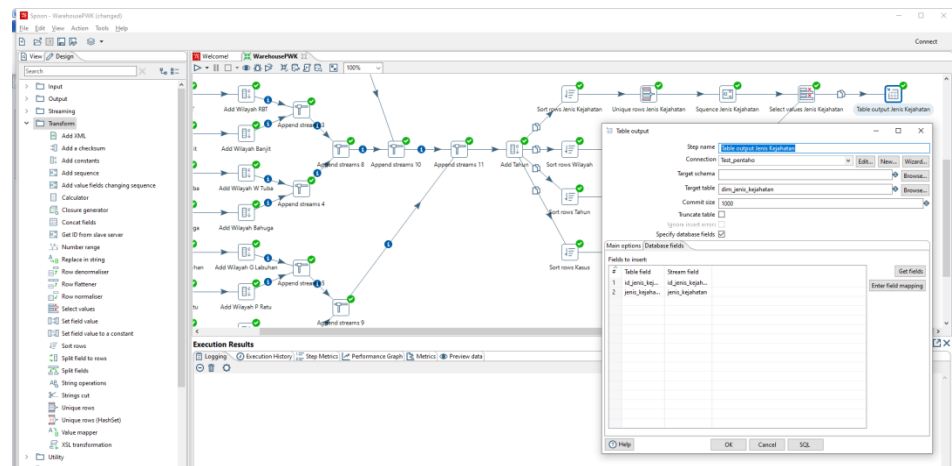 Spoon - WarehousePWK (changed)
File Edit View Action Tools Help
Connect
View Design
Search
Input
Output
Streaming
Transform
Add XML
Add a checksum
Add constants
Add sequence
Add value fields changing sequence
Calculator
Closure generator
Concat fields
Get ID from slave server
Number range
Replace in string
Row denormaliser
Row flattener
Row normaliser
Select values
Set field value
Set field value to a constant
Sort rows
Split field to rows
Split fields
String operations
Strings cut
Unique rows
Unique rows (HashSet)
Value mapper
XSL transformation
Utility
Welcome! WarehousePWK
100%
Add Wilayah RBT
Add Wilayah Banjit
Append streams 8 Append streams 10 Append streams 11
Add Wilayah W Tuba
Append streams 4
Add Wilayah Bahuga
Add Wilayah O.Labuhan
Add Wilayah P. Ratu
Append streams 9
Add Tahun
Sort rows Jenis Kejahatan Unique rows Kejahatan Squence Jenis Kejahatan Select values Jenis Kejahatan Table output Jenis Kejahatan
Sort rows Wilayah
Sort rows Tahun
Sort rows Kasus
Table output
Step name Table output Jenis Kejahatan
Connection Test_pentaho Edit... New... Wizard...
Target schema Browse...
Target table dim_jenis_kejahatan Browse...
Commit size 1000
Truncate table
Ignore insert errors
Specify database fields
Main options Database fields
Fields to insert:
# Table field Stream field
1 id_jenis_kej... id_jenis_kejah...
2 jenis_kejaha... jenis_kejahatan
Get fields
Enter field mapping
Help OK Cancel SQL
Execution Results
Logging Execution History Step Metrics Performance Graph Metrics Preview data